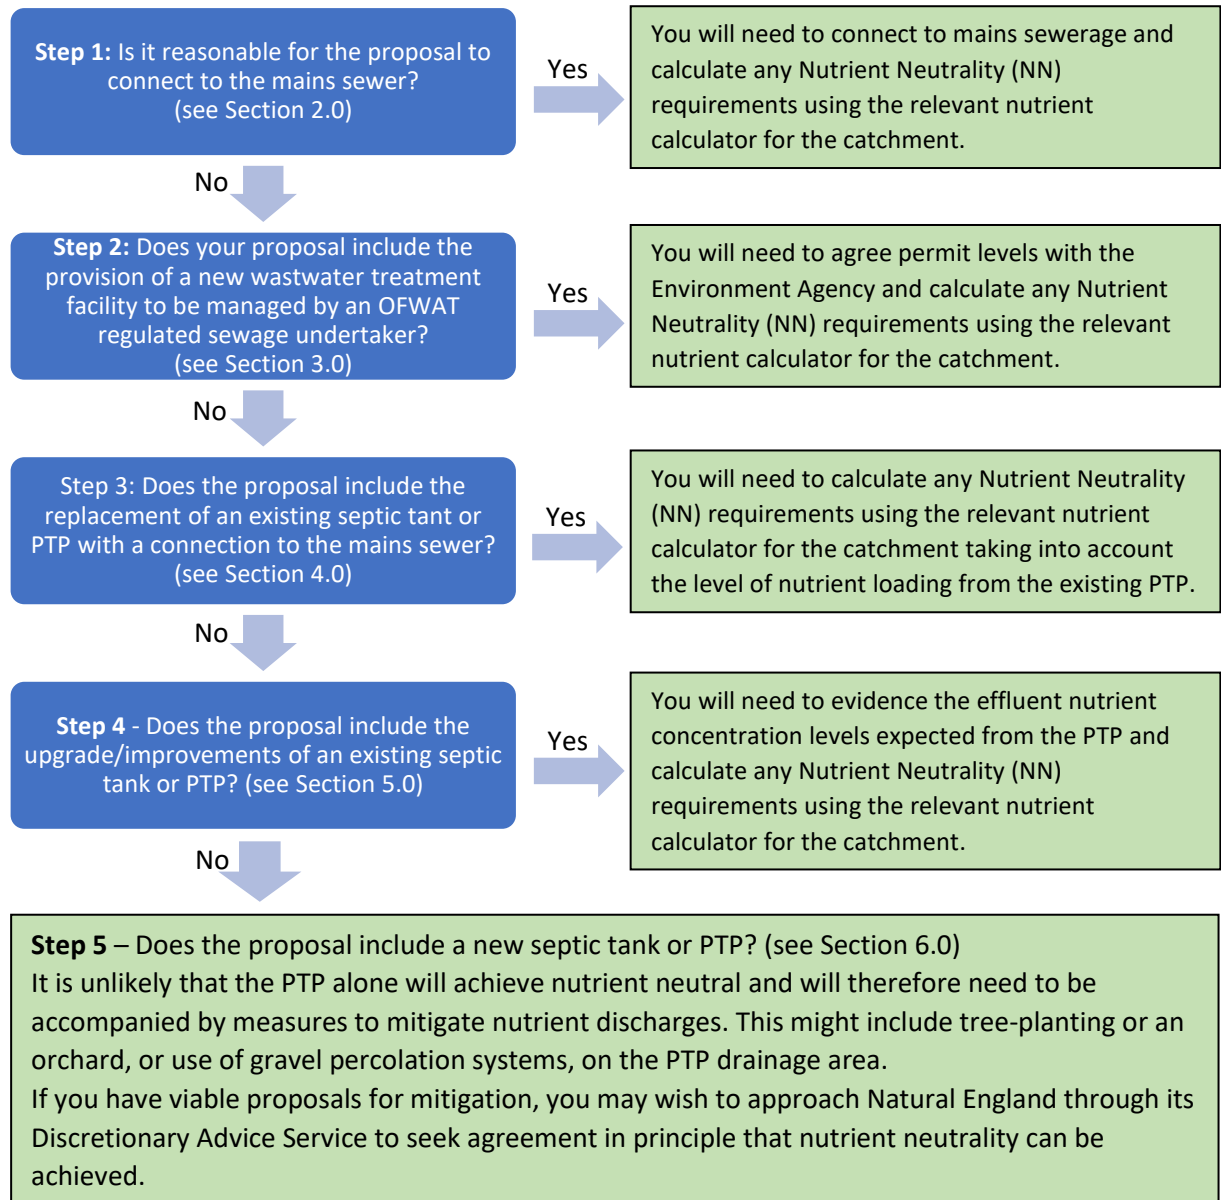 Step 1: Is it reasonable for the proposal to
connect to the mains sewer?
(see Section 2.0)
Yes
You will need to connect to mains sewerage and
calculate any Nutrient Neutrality (NN)
requirements using the relevant nutrient
calculator for the catchment.
No
Step 2: Does your proposal include the
provision of a new wastwater treatment
facility to be managed by an OFWAT
regulated sewage undertaker?
(see Section 3.0)
Yes
You will need to agree permit levels with the
Environment Agency and calculate any Nutrient
Neutrality (NN) requirements using the relevant
nutrient calculator for the catchment.
No
Step 3: Does the proposal include the
replacement of an existing septic tant or
PTP with a connection to the mains sewer?
(see Section 4.0)
Yes
You will need to calculate any Nutrient Neutrality
(NN) requirements using the relevant nutrient
calculator for the catchment taking into account
the level of nutrient loading from the existing PTP.
No
Step 4 - Does the proposal include the
upgrade/improvements of an existing septic
tank or PTP? (see Section 5.0)
Yes
You will need to evidence the effluent nutrient
concentration levels expected from the PTP and
calculate any Nutrient Neutrality (NN)
requirements using the relevant nutrient
calculator for the catchment.
No
Step 5 – Does the proposal include a new septic tank or PTP? (see Section 6.0)
It is unlikely that the PTP alone will achieve nutrient neutral and will therefore need to be
accompanied by measures to mitigate nutrient discharges. This might include tree-planting or an
orchard, or use of gravel percolation systems, on the PTP drainage area.
If you have viable proposals for mitigation, you may wish to approach Natural England through its
Discretionary Advice Service to seek agreement in principle that nutrient neutrality can be
achieved.